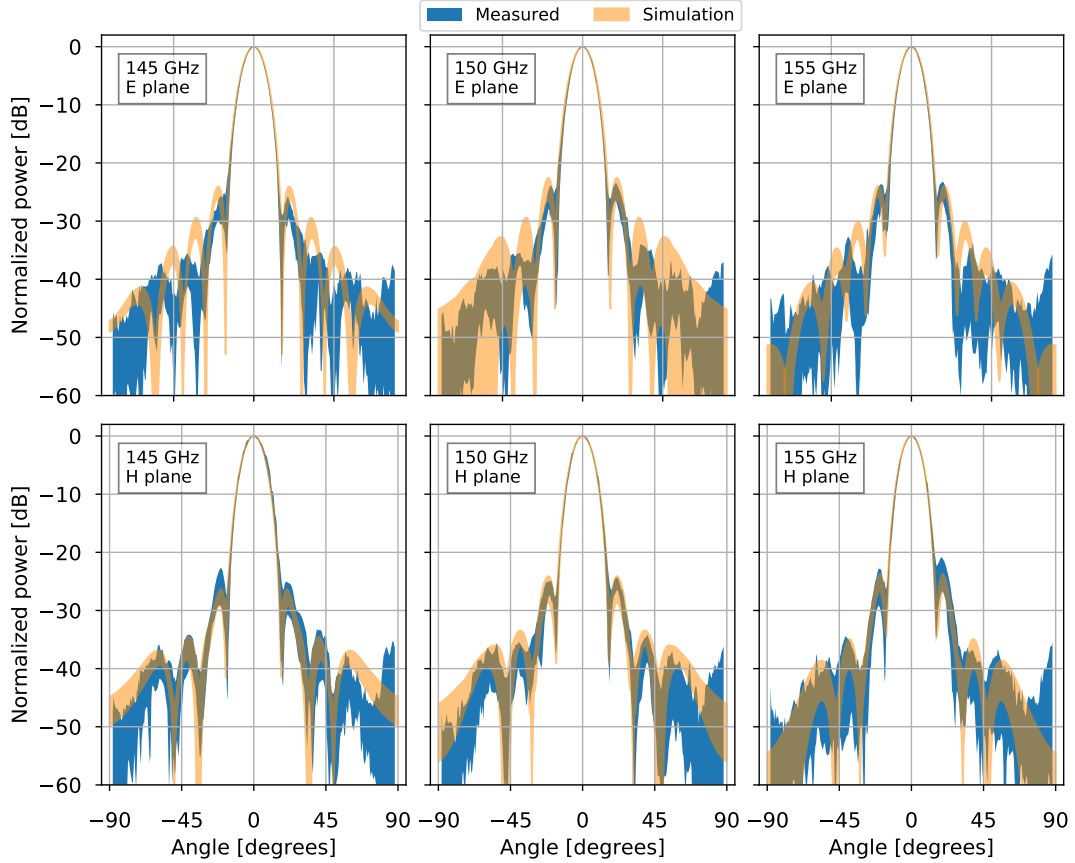 Measured Simulation
145 GHz
E plane
150 GHz
E plane
155 GHz
E plane
0
−10
−20
−30
−40
−50
−60
Normalized power [dB]
145 GHz
H plane
150 GHz
H plane
155 GHz
H plane
0
−10
−20
−30
−40
−50
−60
Normalized power [dB]
−90 −45 0 45 90
−90 −45 0 45 90
−90 −45 0 45 90
Angle [degrees]
Angle [degrees]
Angle [degrees]